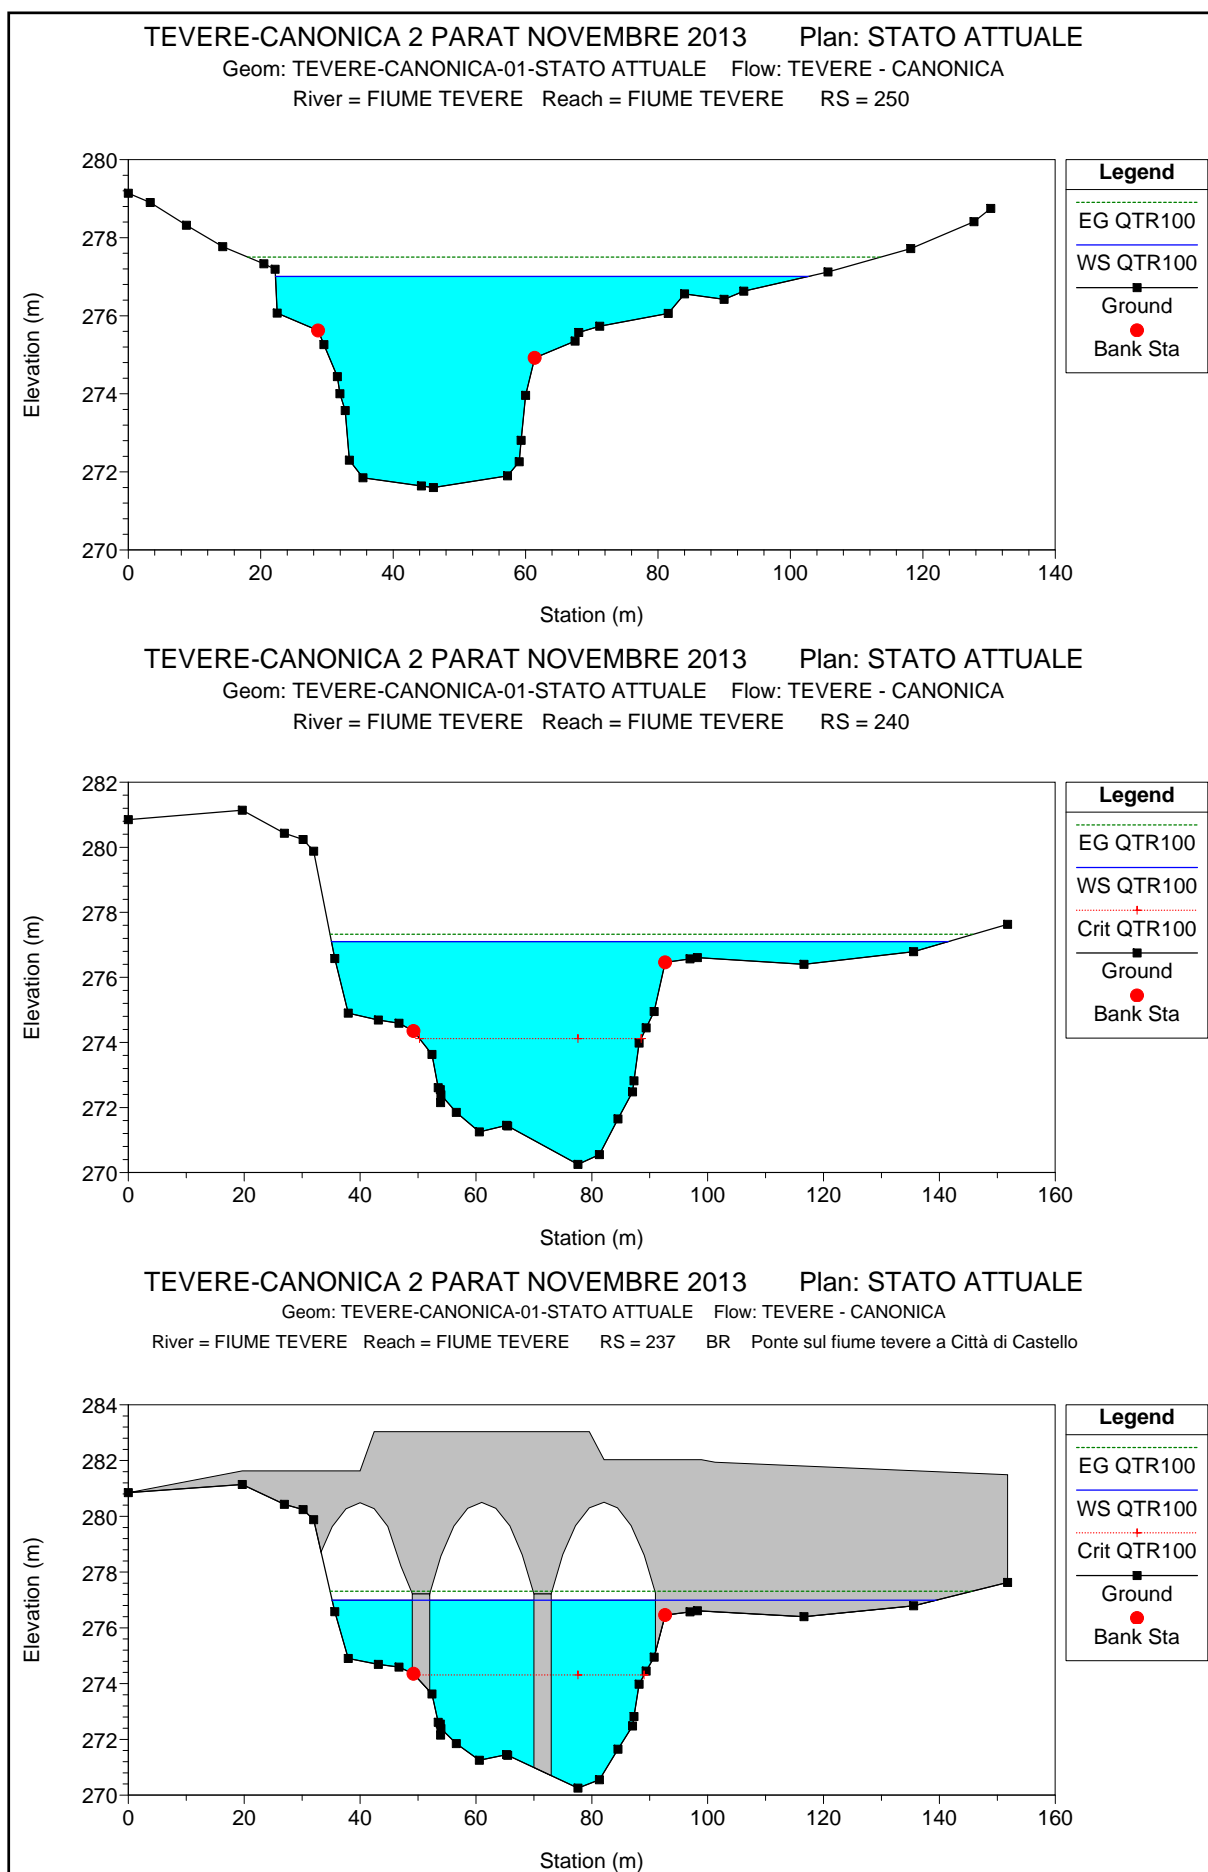 TEVERE-CANONICA 2 PARAT NOVEMBRE 2013 Plan: STATO ATTUALE
Geom: TEVERE-CANONICA-01-STATO ATTUALE Flow: TEVERE - CANONICA
River = FIUME TEVERE Reach = FIUME TEVERE RS = 250
280
278
276
274
272
270
Elevation (m)
0 20 40 60 80 100 120 140
Station (m)
Legend
EG QTR100
WS QTR100
Ground
Bank Sta
TEVERE-CANONICA 2 PARAT NOVEMBRE 2013 Plan: STATO ATTUALE
Geom: TEVERE-CANONICA-01-STATO ATTUALE Flow: TEVERE - CANONICA
River = FIUME TEVERE Reach = FIUME TEVERE RS = 240
282
280
278
276
274
272
270
Elevation (m)
0 20 40 60 80 100 120 140 160
Station (m)
Legend
EG QTR100
WS QTR100
Crit QTR100
Ground
Bank Sta
TEVERE-CANONICA 2 PARAT NOVEMBRE 2013 Plan: STATO ATTUALE
Geom: TEVERE-CANONICA-01-STATO ATTUALE Flow: TEVERE - CANONICA
River = FIUME TEVERE Reach = FIUME TEVERE RS = 237 BR Ponte sul fiume tevere a Città di Castello
284
282
280
278
276
274
272
270
Elevation (m)
0 20 40 60 80 100 120 140 160
Station (m)
Legend
EG QTR100
WS QTR100
Crit QTR100
Ground
Bank Sta